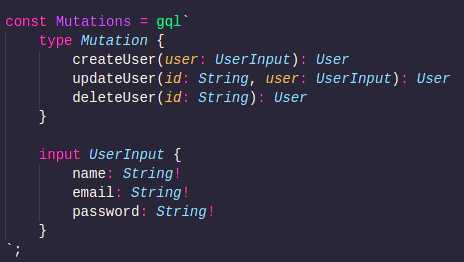 const Mutations = gql`
    type Mutation {
        createUser(user: UserInput): User
        updateUser(id: String, user: UserInput): User
        deleteUser(id: String): User
    }

    input UserInput {
        name: String!
        email: String!
        password: String!
    }
`;